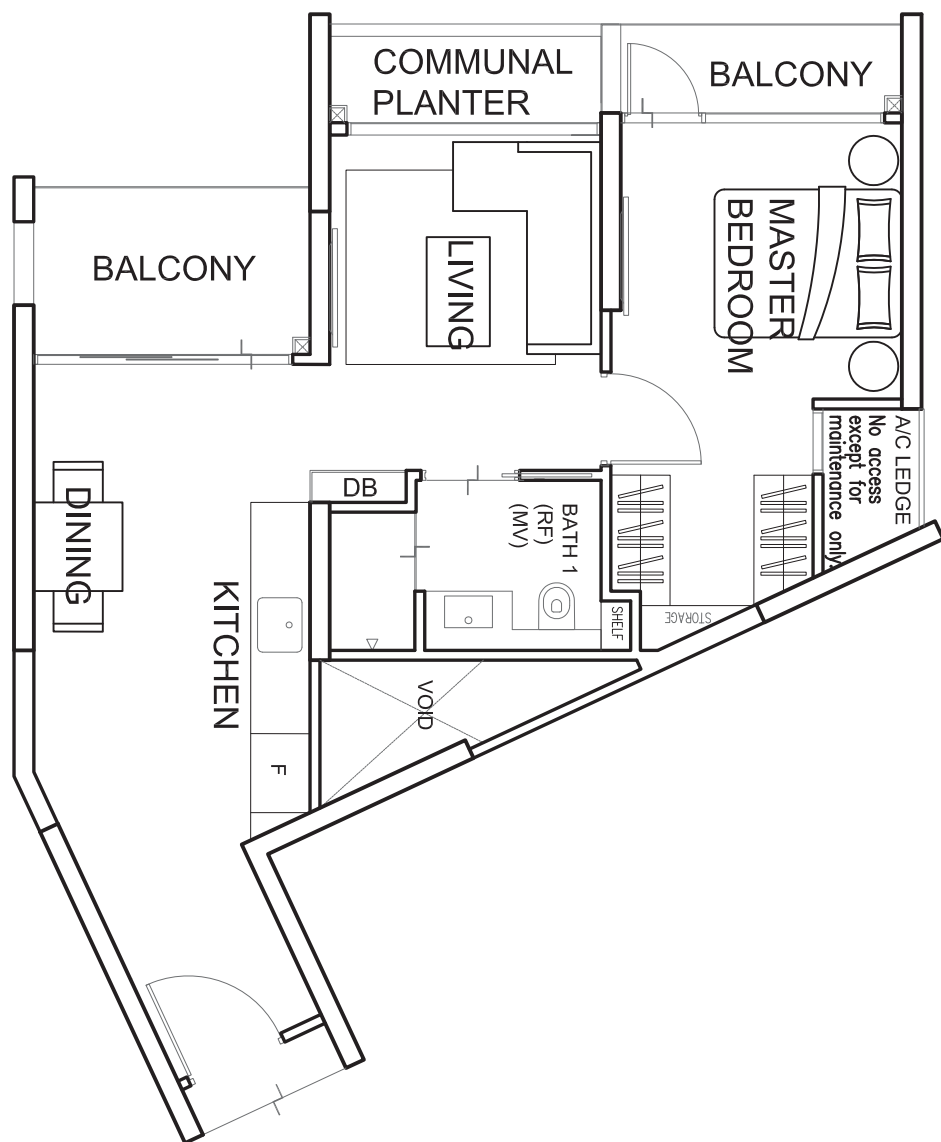 COMMUNAL
PLANTER
BALCONY
BALCONY
LIVING
MASTER
BEDROOM
A/C LEDGE
No access
except for
maintenance only.
DB
BATH 1
(RF)
(MV)
DINING
KITCHEN
SHELF
STORAGE
VOID
F